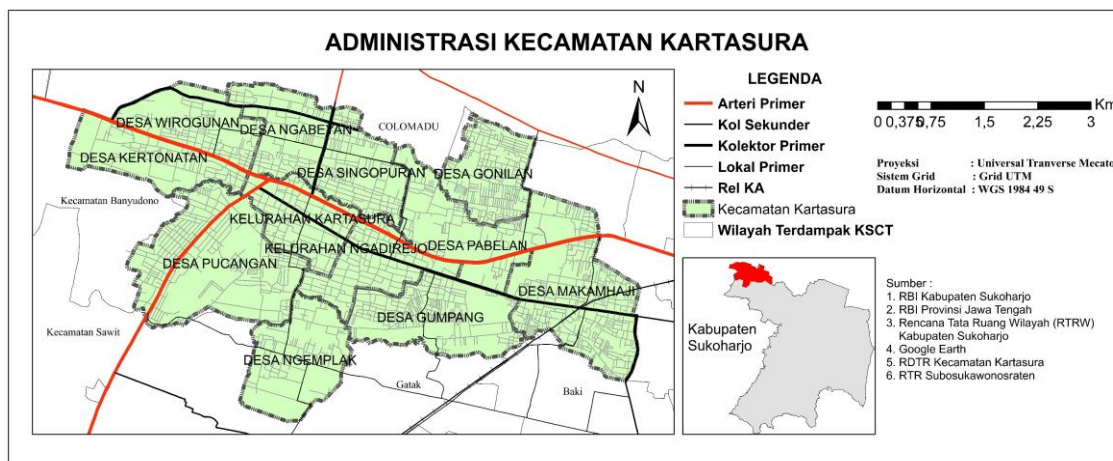 ADMINISTRASI KECAMATAN KARTASURA
DESA WIROGUNAN
DESA NGABEYAN
COLOMADU
DESA KERTONATAN
DESA SINGOPURAN
DESA GONILAN
Kecamatan Banyudono
KELURAHAN KARTASURA
KELURAHAN NGADIREJO
DESA PABELAN
DESA PUCANGAN
DESA MAKAMHAJI
DESA GUMPANG
Kecamatan Sawit
DESA NGEMPLAK
Gatak
Baki
N
LEGENDA
Arteri Primer
Kol Sekunder
Kolektor Primer
Lokal Primer
Rel KA
Kecamatan Kartasura
Wilayah Terdampak KSCT
Km
0 0,375 0,75 1,5 2,25 3
Proyeksi : Universal Tranverse Mecato
Sistem Grid : Grid UTM
Datum Horizontal : WGS 1984 49 S
Kabupaten
Sukoharjo
Sumber :
1. RBI Kabupaten Sukoharjo
2. RBI Provinsi Jawa Tengah
3. Rencana Tata Ruang Wilayah (RTRW)
Kabupaten Sukoharjo
4. Google Earth
5. RDTR Kecamatan Kartasura
6. RTR Subosukawonosraten